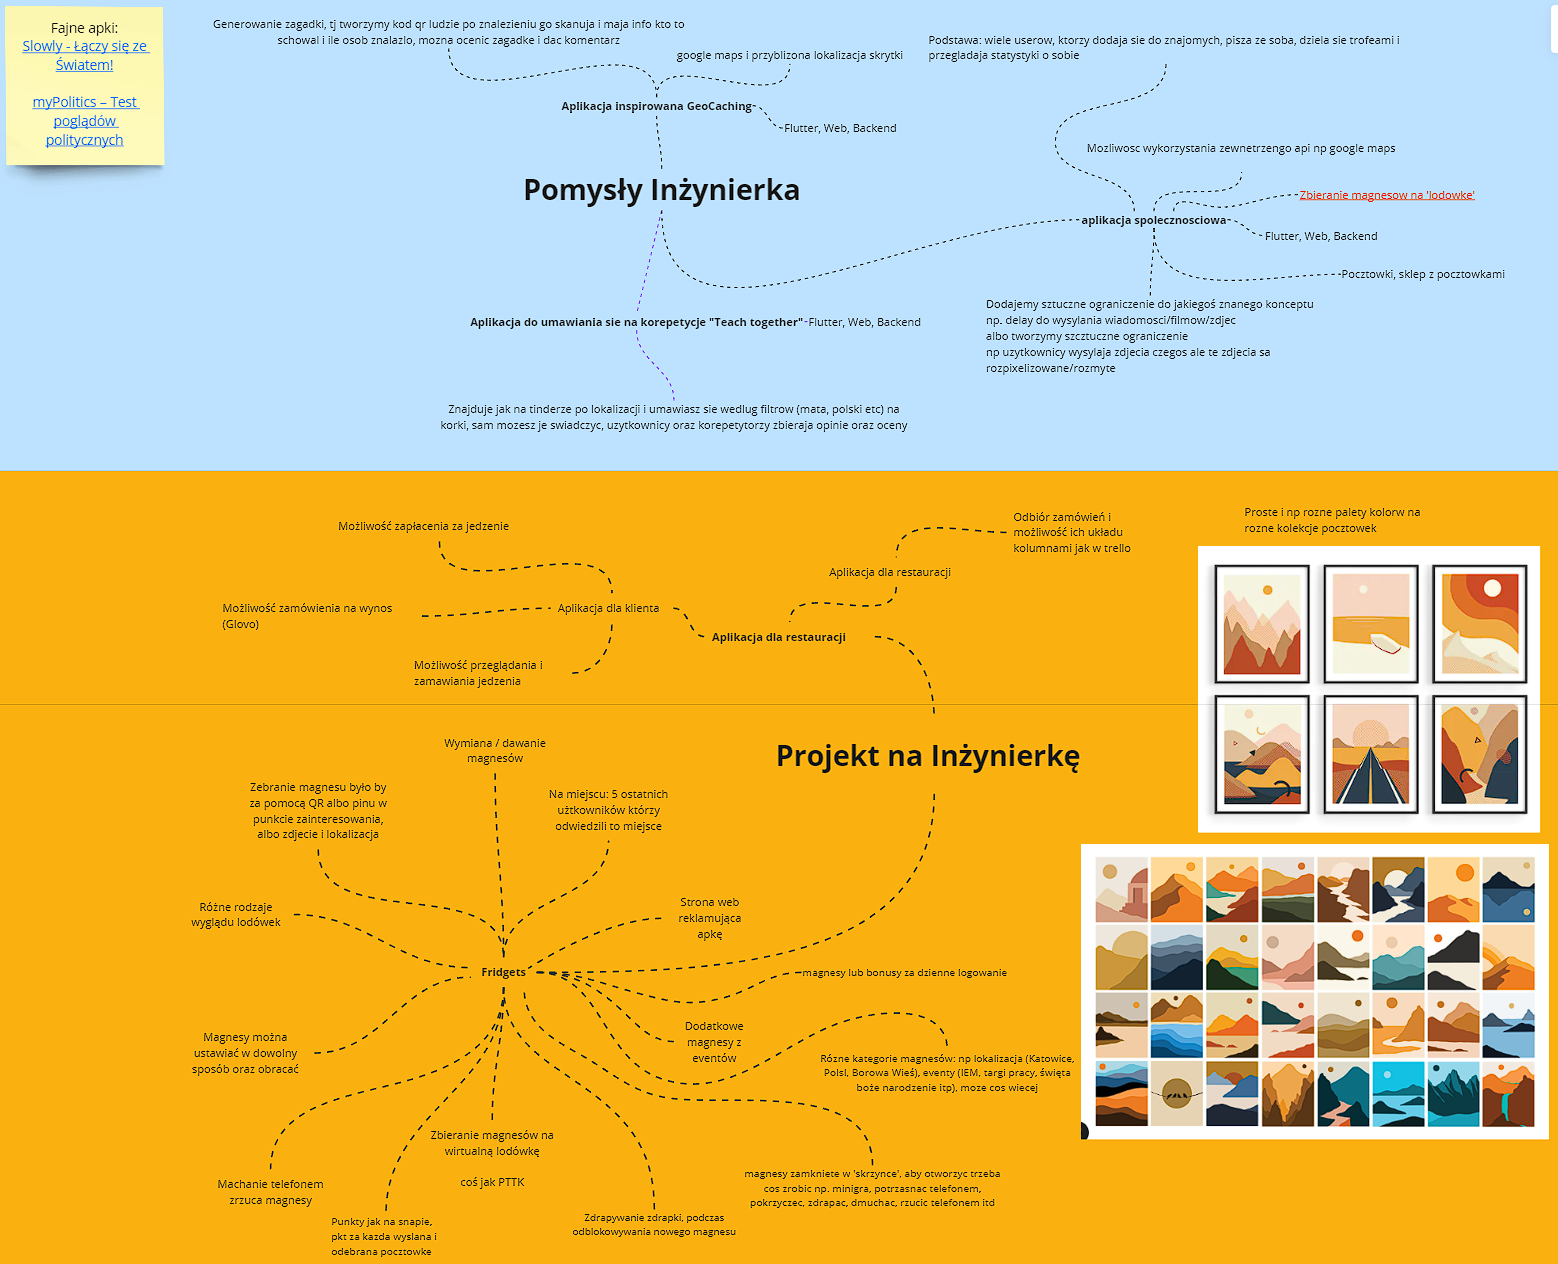 Fajne apki:
Slowly - Łączy się ze
Światem!
myPolitics – Test
poglądów
politycznych
Generowanie zagadki, tj tworzymy kod qr ludzie po znalezieniu go skanuja i maja info kto to
schowal i ile osob znalazlo, mozna ocenic zagadke i dac komentarz
google maps i przyblizona lokalizacja skrytki
Aplikacja inspirowana GeoCaching
Flutter, Web, Backend
Podstawa: wiele userow, ktorzy dodaja sie do znajomych, pisza ze soba, dziela sie trofeami i
przegladaja statystyki o sobie
Mozliwosc wykorzystania zewnetrzengo api np google maps
Pomysły Inżynierka
Zbieranie magnesow na 'lodowke'
aplikacja spolecznosciowa
Flutter, Web, Backend
Pocztowki, sklep z pocztowkami
Dodajemy sztuczne ograniczenie do jakiegoś znanego konceptu
np. delay do wysylania wiadomosci/filmow/zdjec
albo tworzymy szcztuczne ograniczenie
np uzytkownicy wysylaja zdjecia czegos ale te zdjecia sa
rozpixelizowane/rozmyte
Aplikacja do umawiania sie na korepetycje "Teach together"
Flutter, Web, Backend
Znajduje jak na tinderze po lokalizacji i umawiasz sie wedlug filtrow (mata, polski etc) na
korki, sam mozesz je swiadczyc, uzytkownicy oraz korepetytorzy zbieraja opinie oraz oceny
Możliwość zapłacenia za jedzenie
Odbiór zamówień i
możliwość ich układu
kolumnami jak w trello
Aplikacja dla restauracji
Możliwość zamówienia na wynos
(Glovo)
Aplikacja dla klienta
Aplikacja dla restauracji
Możliwość przeglądania i
zamawiania jedzenia
Proste i np rozne palety kolorw na
rozne kolekcje pocztowek
Projekt na Inżynierkę
Wymiana / dawanie
magnesów
Zebranie magnesu było by
za pomocą QR albo pinu w
punkcie zainteresowania,
albo zdjecie i lokalizacja
Na miejscu: 5 ostatnich
użtkowników którzy
odwiedzili to miejsce
Różne rodzaje
wyglądu lodówek
Strona web
reklamująca
apkę
Fridgets
magnesy lub bonusy za dzienne logowanie
Magnesy można
ustawiać w dowolny
sposób oraz obracać
Dodatkowe
magnesy z
eventów
Rózne kategorie magnesów: np lokalizacja (Katowice,
Polsl, Borowa Wieś), eventy (IEM, targi pracy, święta
boże narodzenie itp), moze cos wiecej
Zbieranie magnesów na
wirtualną lodówkę
coś jak PTTK
Machanie telefonem
zrzuca magnesy
magnesy zamkniete w 'skrzynce', aby otworzyc trzeba
cos zrobic np. minigra, potrzasnac telefonem,
pokrzyczec, zdrapac, dmuchac, rzucic telefonem itd
Punkty jak na snapie,
pkt za kazda wyslana i
odebrana pocztowke
Zdrapywanie zdrapki, podczas
odblokowywania nowego magnesu